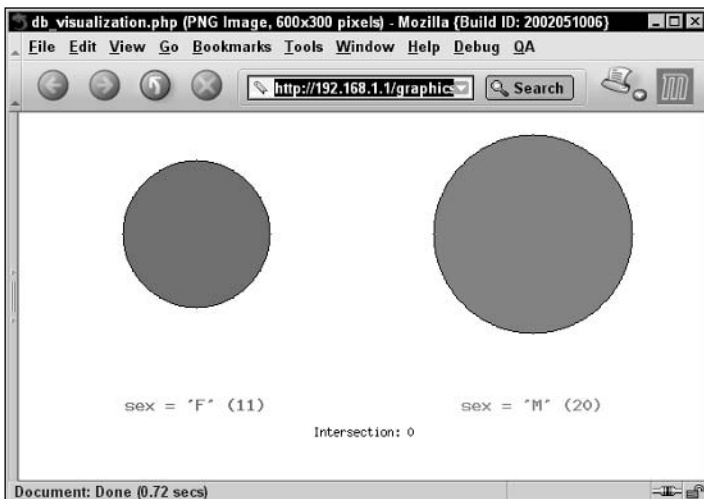 db_visualization.php (PNG Image, 600x300 pixels) - Mozilla {Build ID: 2002051006}
File Edit View Go Bookmarks Tools Window Help Debug QA
http://192.168.1.1/graphics Search
sex = "F" (11) sex = "M" (20)
Intersection: 0
Document: Done (0.72 secs)